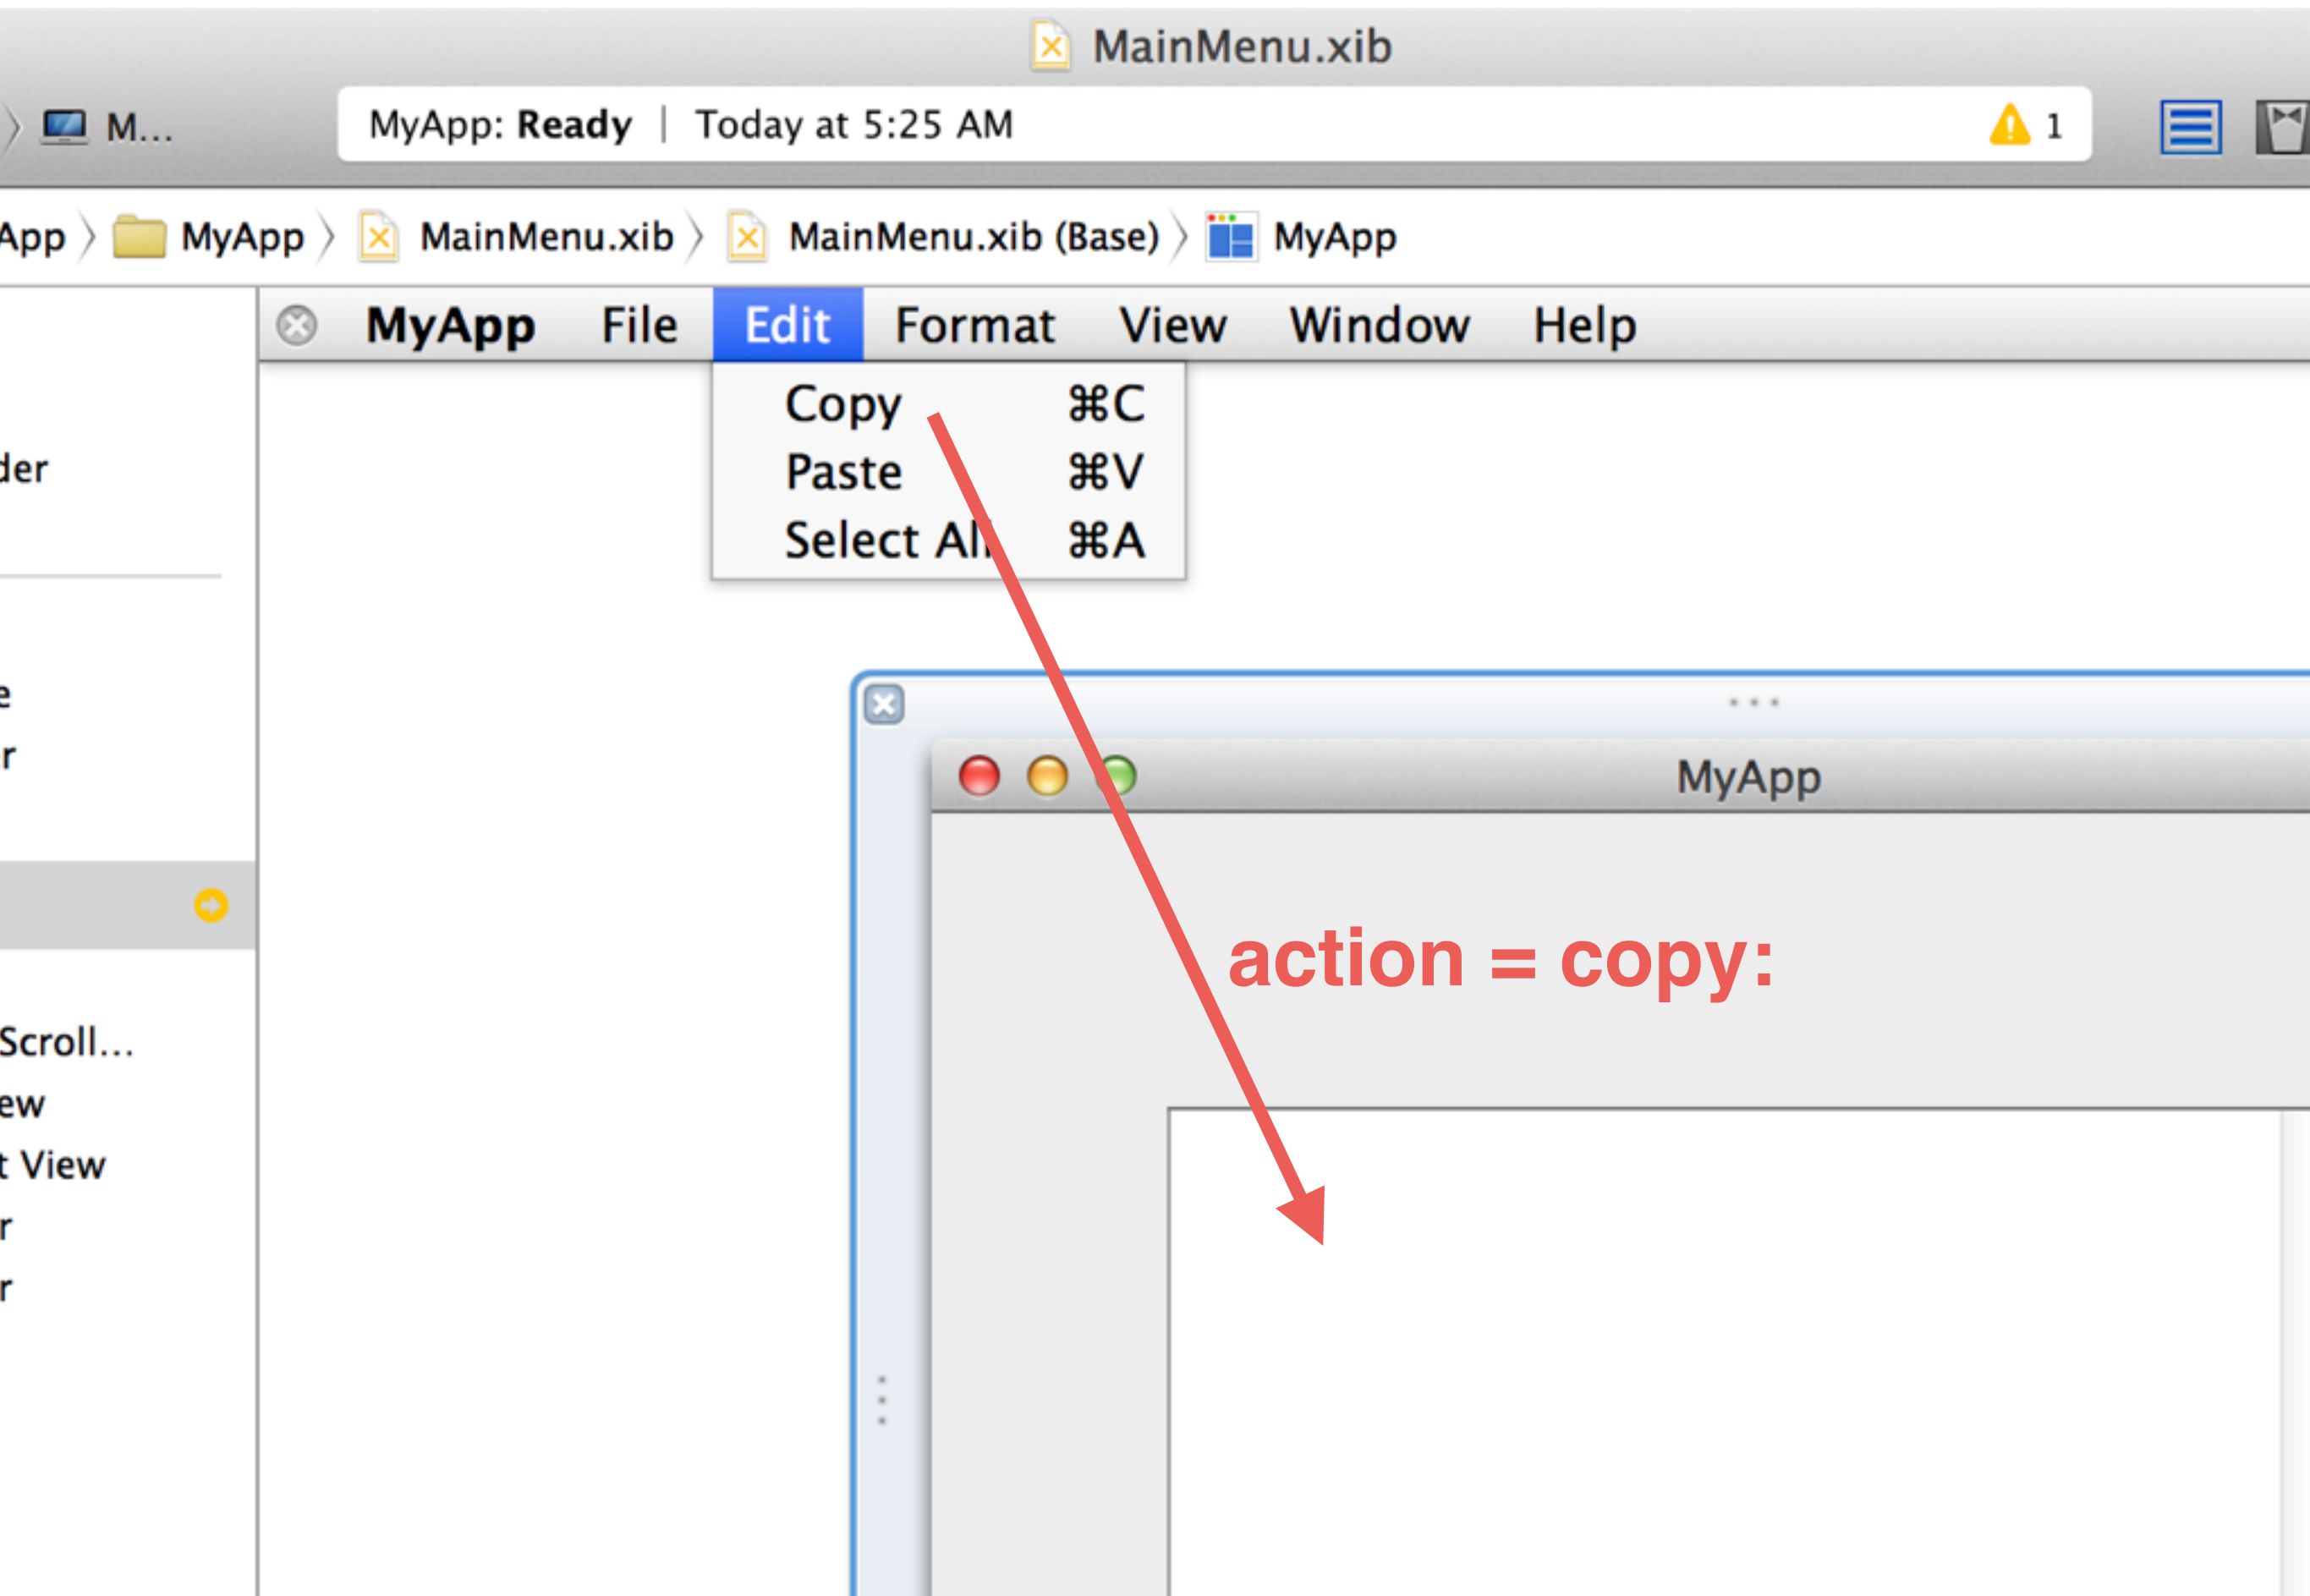 MainMenu.xib
M...
MyApp: Ready | Today at 5:25 AM
1
App
MyApp
MainMenu.xib
MainMenu.xib (Base)
MyApp
MyApp File Edit Format View Window Help
Copy ⌘C
Paste ⌘V
Select All ⌘A
der
e
r
MyApp
action = copy:
Scroll...
ew
t View
r
r